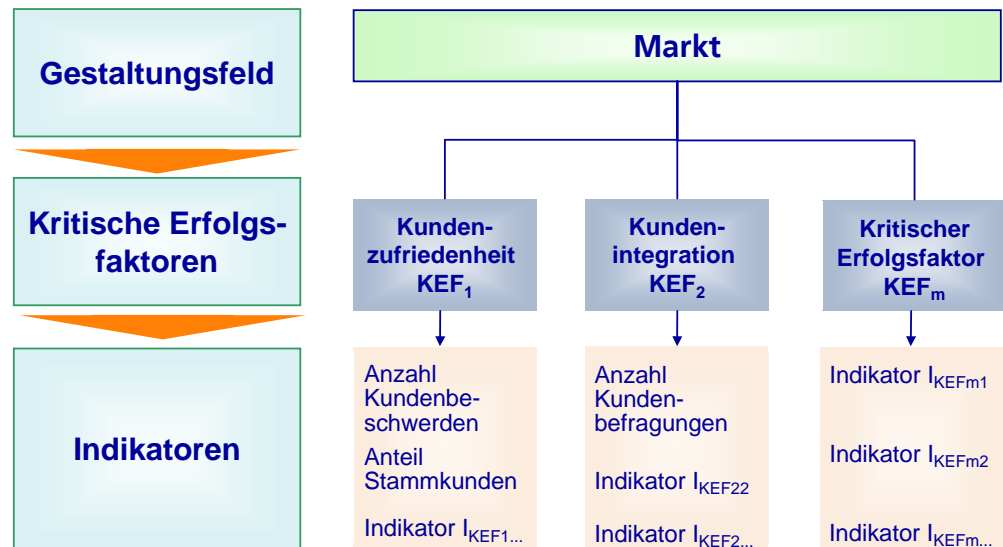 Gestaltungsfeld
Markt
Kritische Erfolgs-
faktoren
Kunden-
zufriedenheit
KEF1
Kunden-
integration
KEF2
Kritischer
Erfolgsfaktor
KEFm
Indikatoren
Anzahl
Kundenbe-
schwerden
Anteil
Stammkunden
Indikator IKEF1...
Anzahl
Kunden-
befragungen
Indikator IKEF22
Indikator IKEF2...
Indikator IKEFm1
Indikator IKEFm2
Indikator IKEFm...